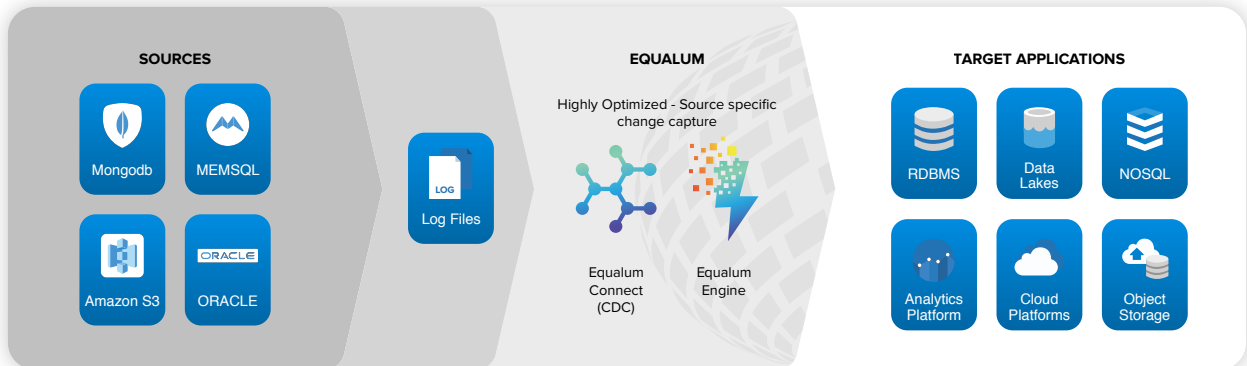 SOURCES
Mongodb
MEMSQL
Amazon S3
ORACLE
ORACLE
LOG
Log Files
EQUALUM
Highly Optimized - Source specific
change capture
Equalum
Connect
(CDC)
Equalum
Engine
TARGET APPLICATIONS
RDBMS
Data
Lakes
NOSQL
Analytics
Platform
Cloud
Platforms
Object
Storage